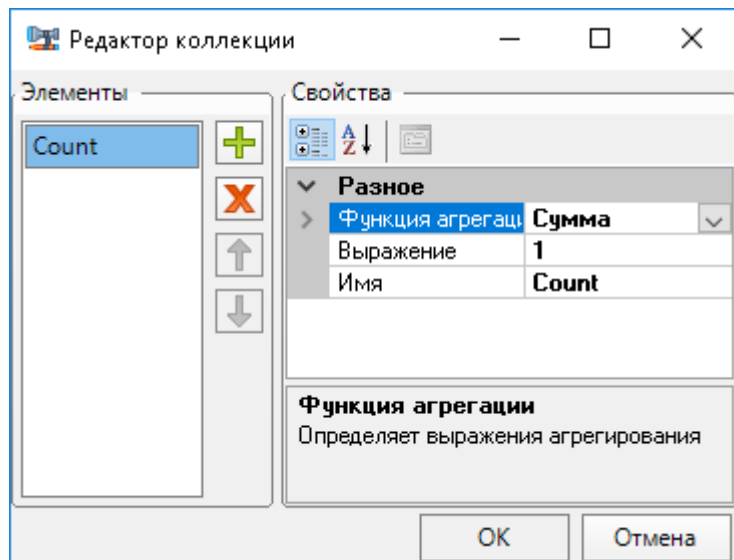 Редактор коллекции
Элементы
Count
Свойства
A
Z
Разное
Функция агрегаци Сумма
Выражение 1
Имя Count
Функция агрегации
Определяет выражения агрегирования
OK Отмена